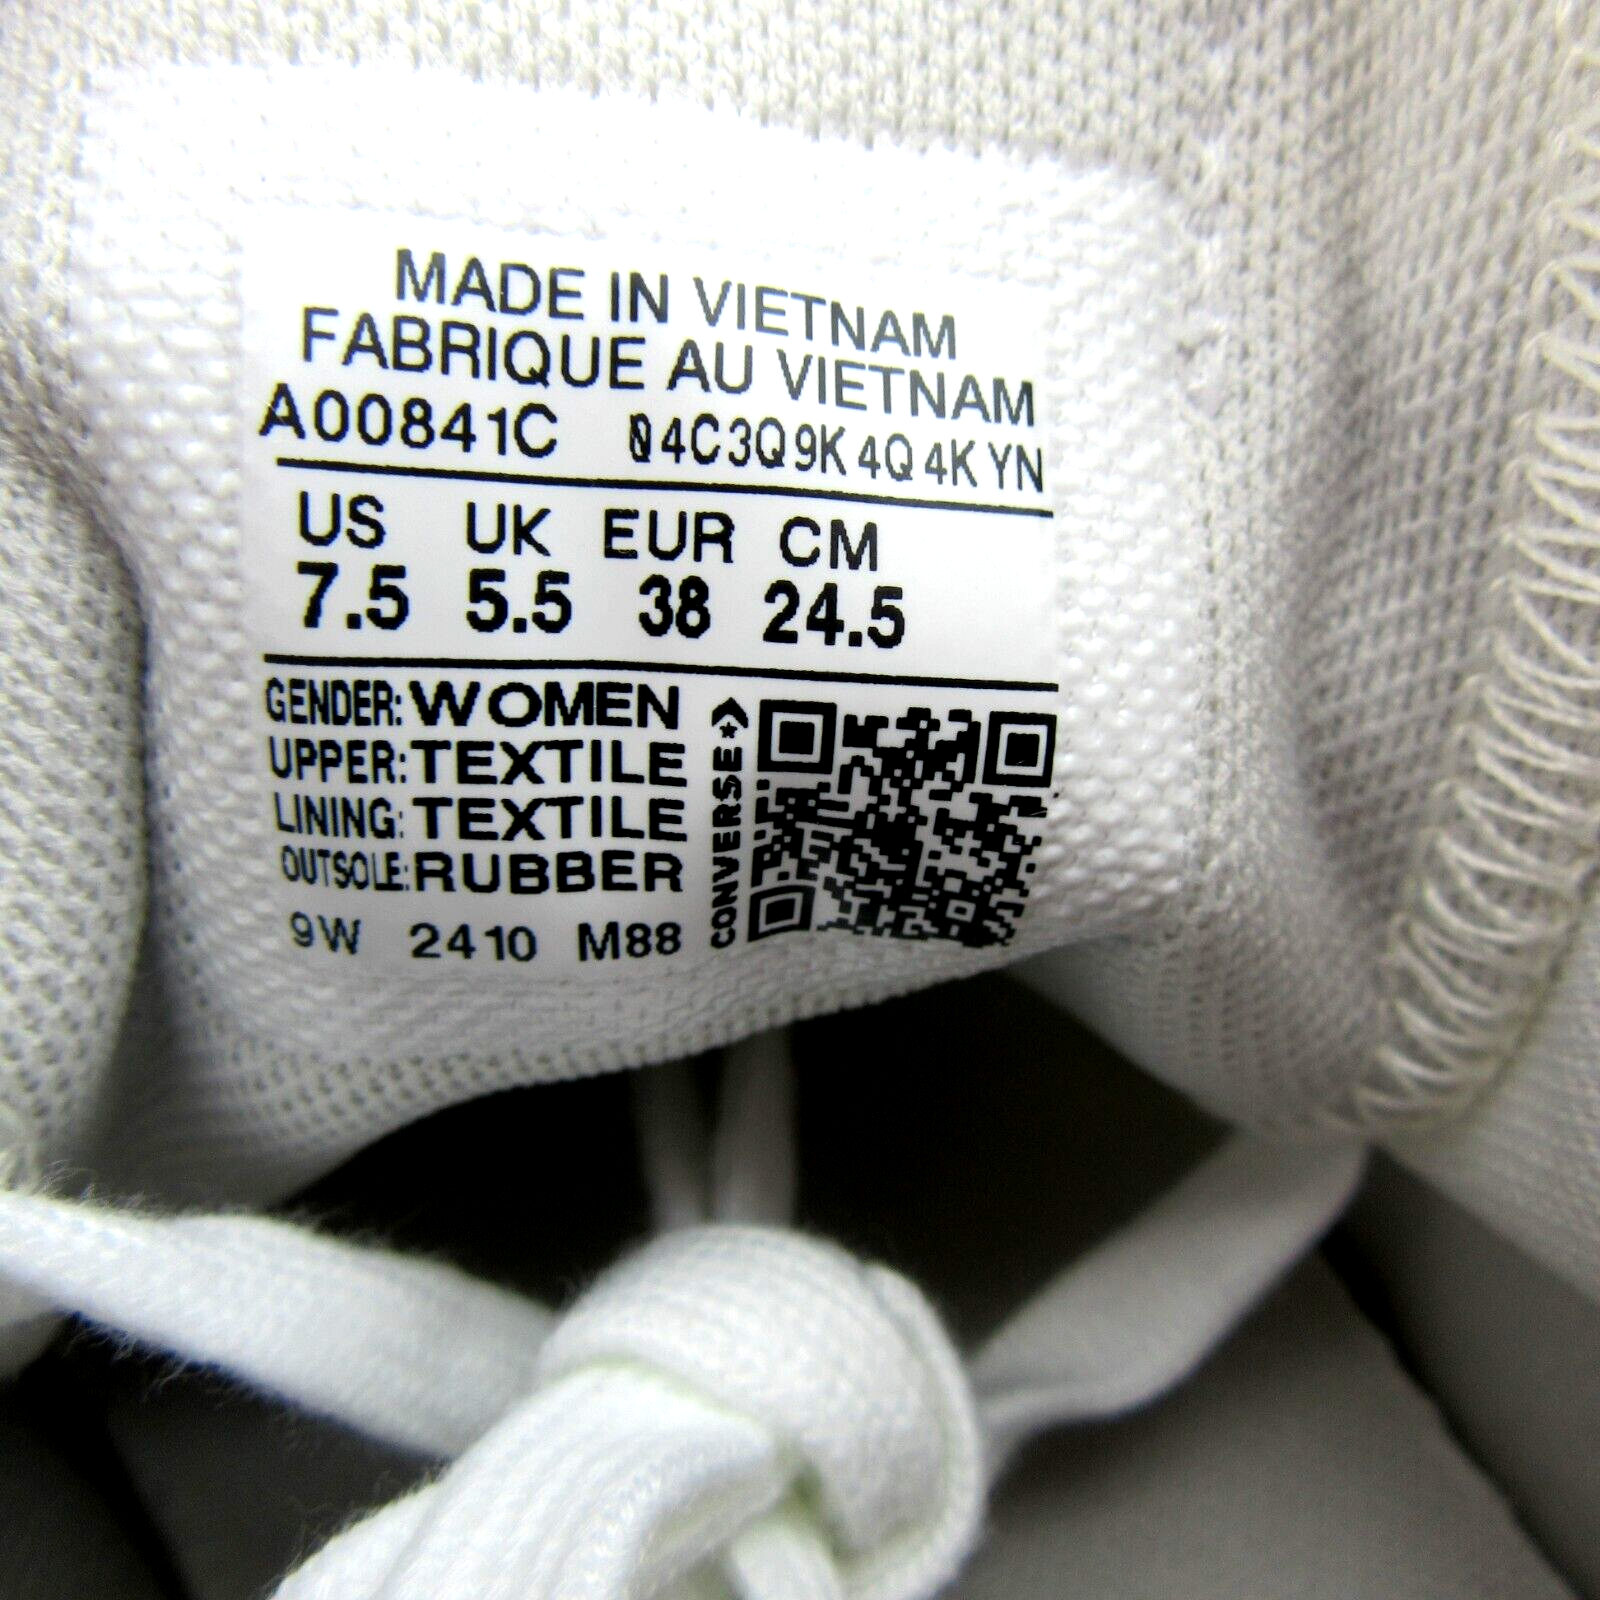 MADE IN VIETNAM
FABRIQUE AU VIETNAM
A00841C 04C3Q9K4Q4KYN
US UK EUR CM
7.5 5.5 38 24.5
GENDER: WOMEN
UPPER: TEXTILE
LINING: TEXTILE
OUTSOLE: RUBBER
9W 2410 M88
CONVERSE